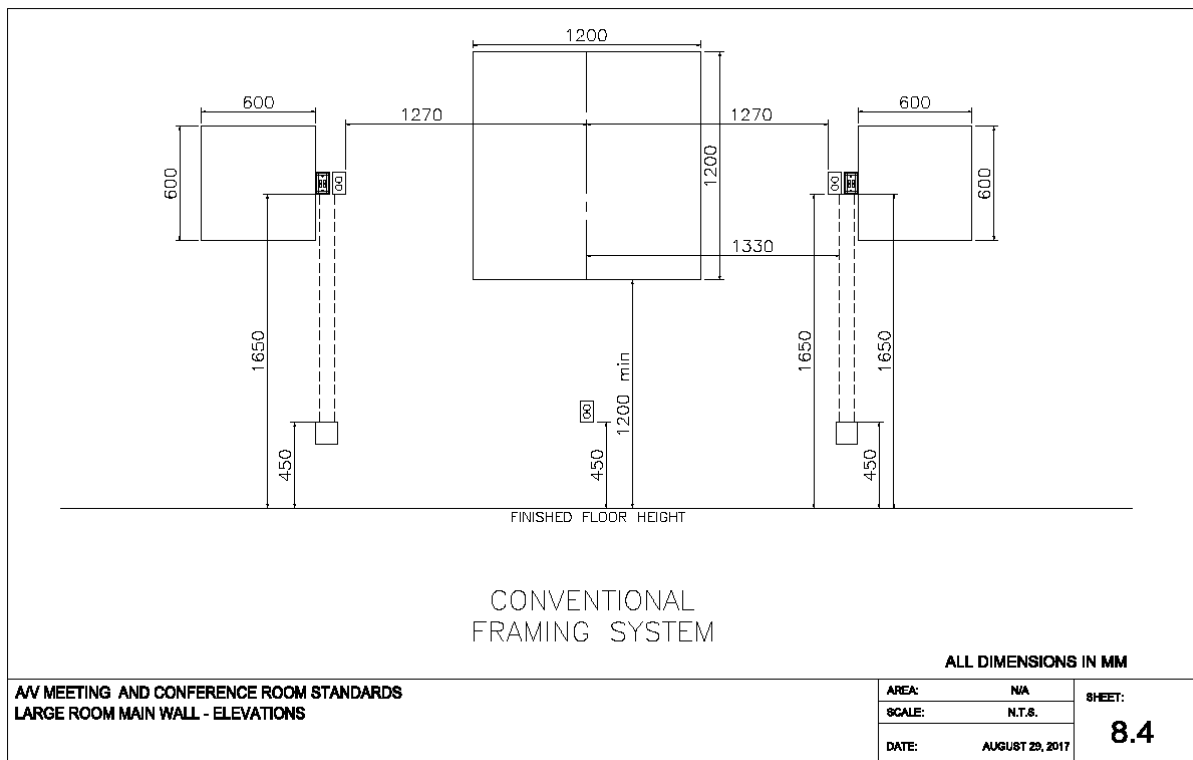 1200
600
1270
1270
600
600
600
1200
1330
1650
1200 min
1650
1650
450
450
450
FINISHED FLOOR HEIGHT
CONVENTIONAL
FRAMING SYSTEM
ALL DIMENSIONS IN MM
A/V MEETING AND CONFERENCE ROOM STANDARDS
LARGE ROOM MAIN WALL - ELEVATIONS
AREA: N/A
SCALE: N.T.S.
DATE: AUGUST 29, 2017
SHEET:
8.4